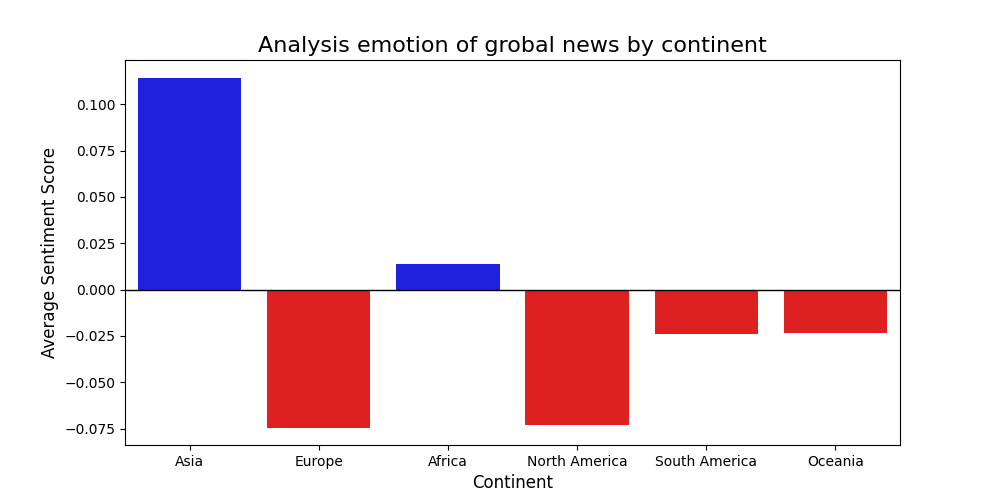 Analysis emotion of grobal news by continent
Average Sentiment Score
0.100
0.075
0.050
0.025
0.000
−0.025
−0.050
−0.075
Asia Europe Africa North America South America Oceania
Continent